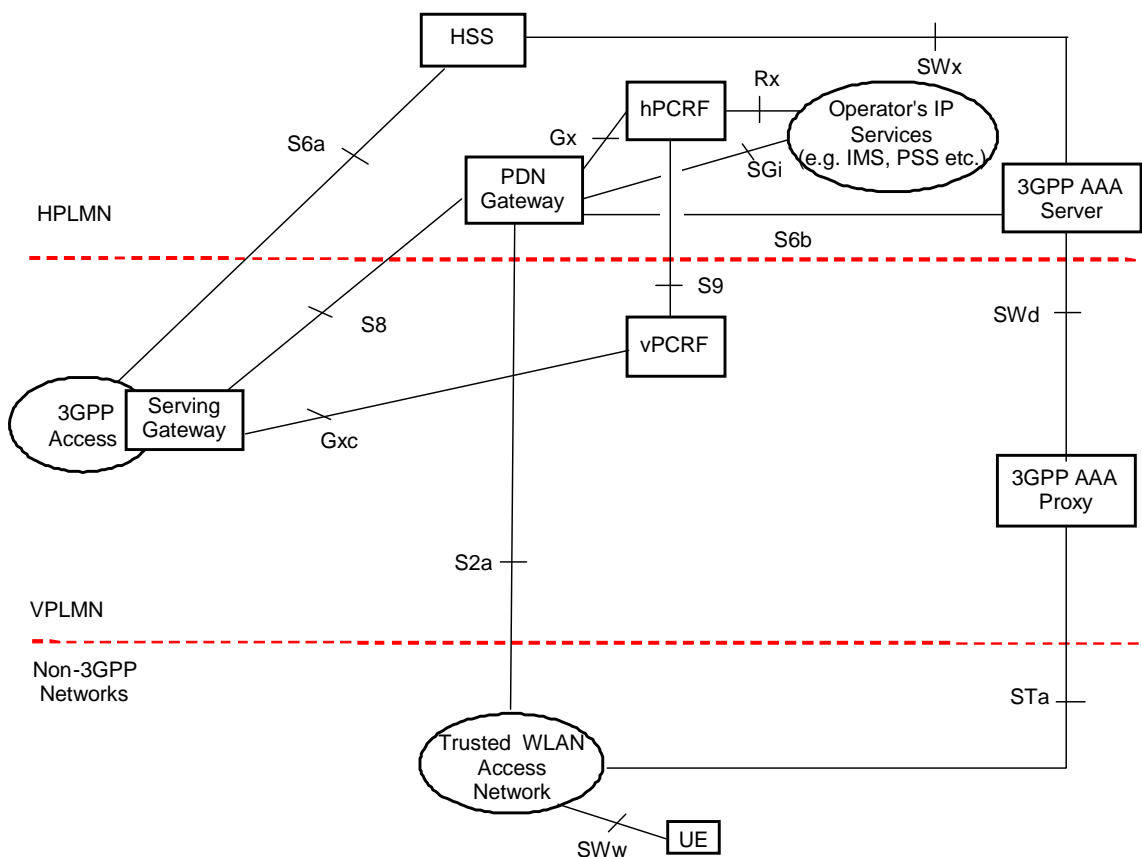 HSS
SWx
Rx
hPCRF
Operator's IP
Services
(e.g. IMS, PSS etc.)
Gx
S6a
SGi
PDN
Gateway
3GPP AAA
Server
HPLMN
S6b
S9
SWd
S8
vPCRF
3GPP
Access
Serving
Gateway
Gxc
3GPP AAA
Proxy
S2a
VPLMN
Non-3GPP
Networks
STa
Trusted WLAN
Access
Network
UE
SWw